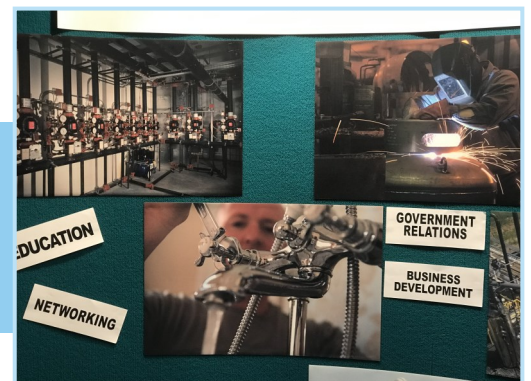 EDUCATION
NETWORKING
GOVERNMENT
RELATIONS
BUSINESS
DEVELOPMENT